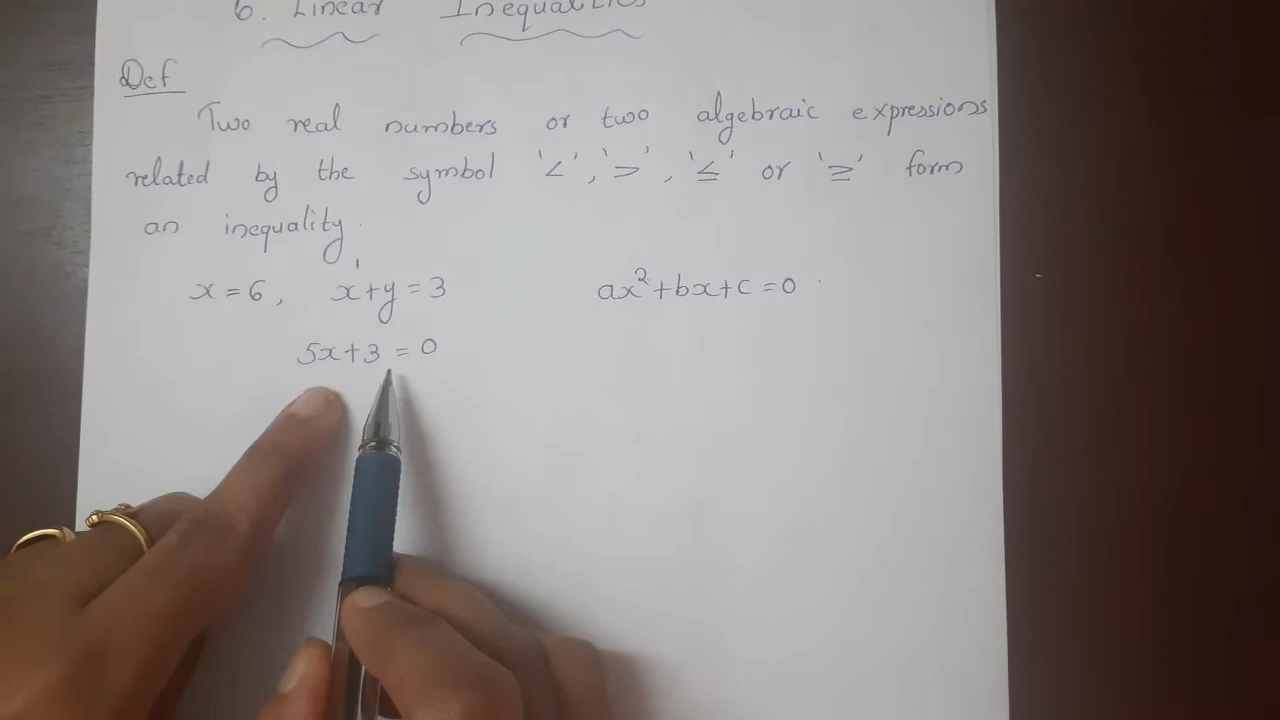 6. Linear Inequalities
Def
Two real numbers or two algebraic expressions
related by the symbol '<', '>', '≤' or '≥' form
an inequality.
x = 6, x+y = 3 ax²+bx+c = 0
5x+3 = 0